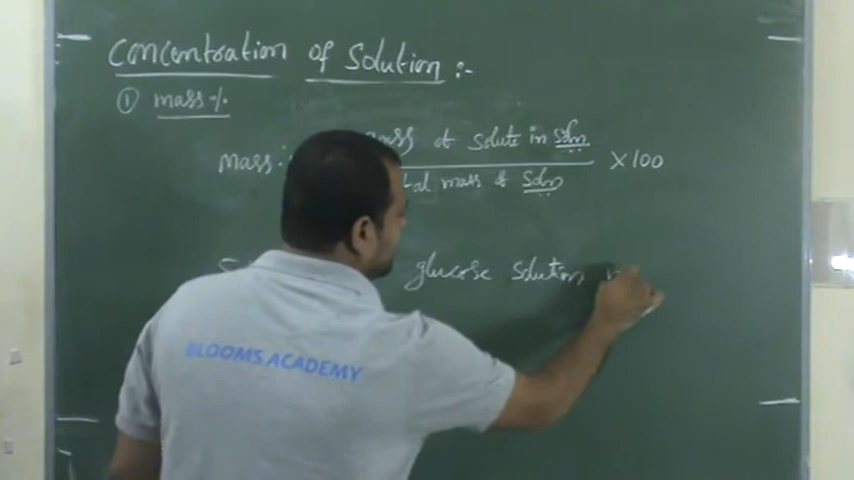 Concentration of Solution :-
① mass %
mass of Solute in Soln
mass
× 100
mass of Soln
glucose Solution
BLOOMS ACADEMY